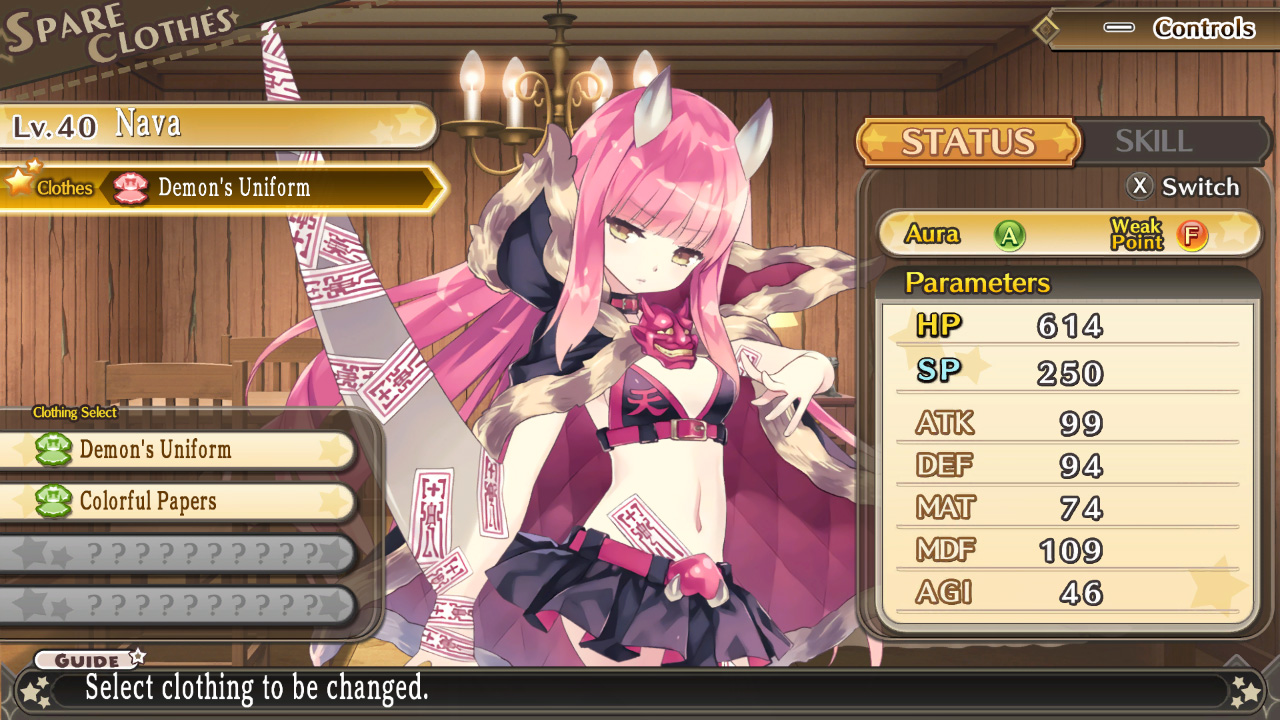 SPARE CLOTHES
Controls
Lv.40 Nava
Clothes Demon's Uniform
STATUS SKILL
X Switch
Aura A Weak Point F
Parameters
HP 614
SP 250
ATK 99
DEF 94
MAT 74
MDF 109
AGI 46
Clothing Select
Demon's Uniform
Colorful Papers
??????????
??????????
天
GUIDE
Select clothing to be changed.